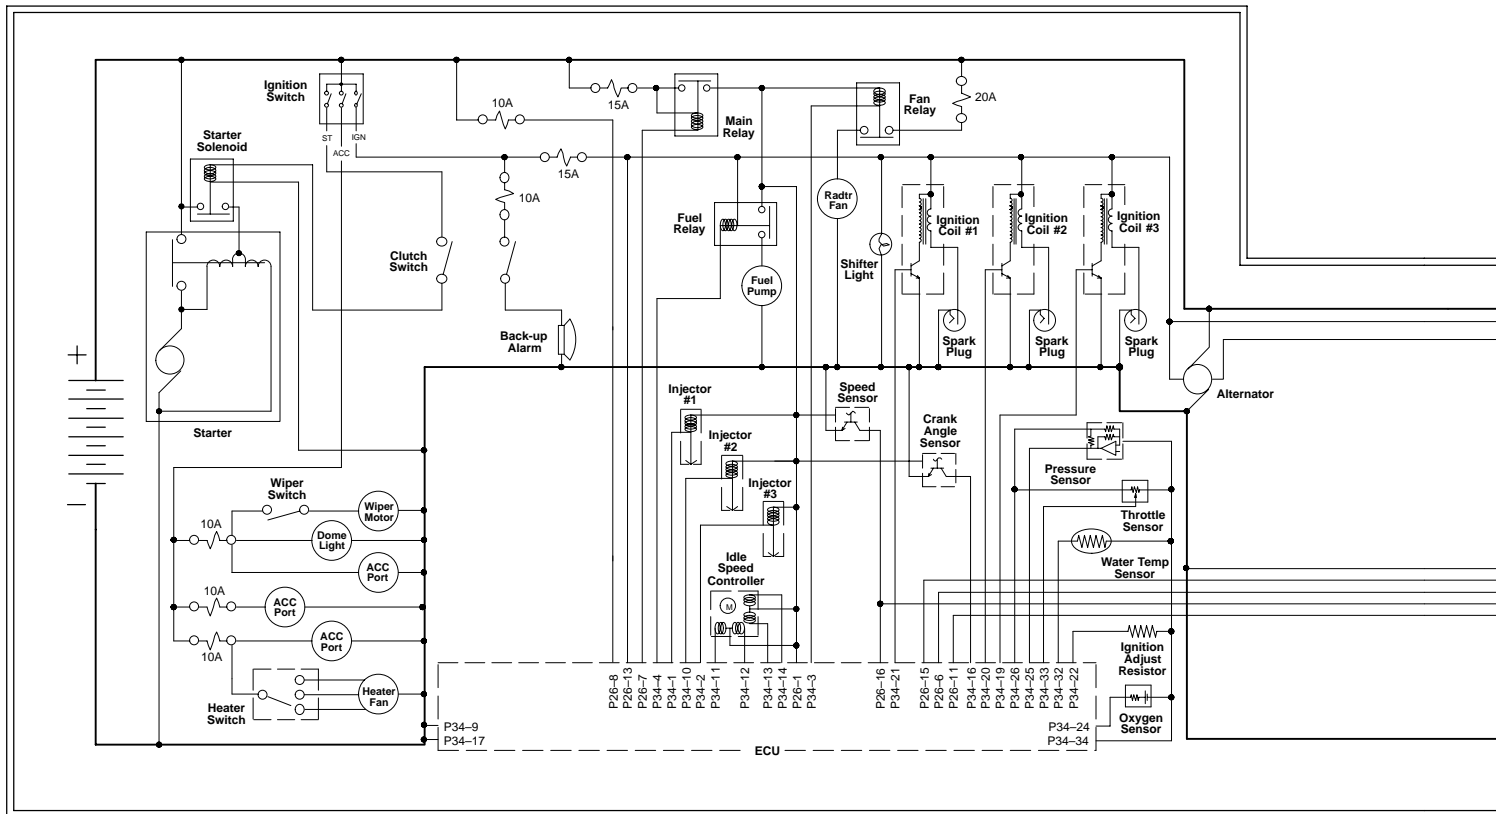 Ignition
Switch
10A
15A
Main
Relay
Fan
Relay
20A
Starter
Solenoid
ST
ACC
IGN
15A
10A
Fuel
Relay
Radtr
Fan
Ignition
Coil #1
Ignition
Coil #2
Ignition
Coil #3
Clutch
Switch
Shifter
Light
Fuel
Pump
Back-up
Alarm
Spark
Plug
Spark
Plug
Spark
Plug
+
−
Starter
Alternator
Injector
#1
Injector
#2
Injector
#3
Speed
Sensor
Crank
Angle
Sensor
Pressure
Sensor
Throttle
Sensor
Water Temp
Sensor
Wiper
Switch
Wiper
Motor
10A
Dome
Light
ACC
Port
10A
ACC
Port
10A
ACC
Port
Heater
Switch
Heater
Fan
Idle
Speed
Controller
M
Ignition
Adjust
Resistor
Oxygen
Sensor
P26–8
P26–13
P26–7
P34–4
P34–1
P34–10
P34–2
P34–11
P34–12
P34–13
P34–14
P26–1
P34–3
P26–16
P34–21
P26–15
P26–6
P26–11
P34–16
P34–20
P34–19
P34–26
P34–25
P34–33
P34–32
P34–22
P34–9
P34–17
P34–24
P34–34
ECU